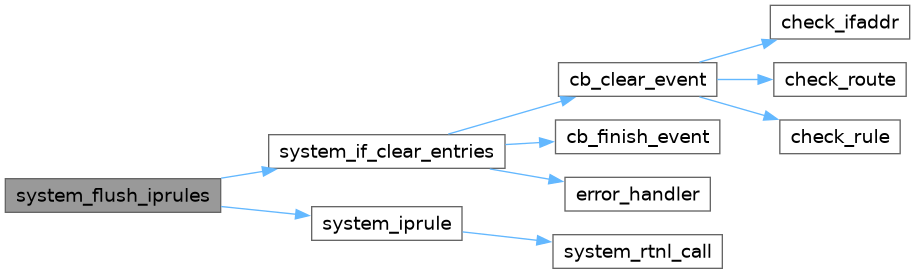 system_flush_iprules
system_if_clear_entries
system_iprule
cb_clear_event
cb_finish_event
error_handler
system_rtnl_call
check_ifaddr
check_route
check_rule